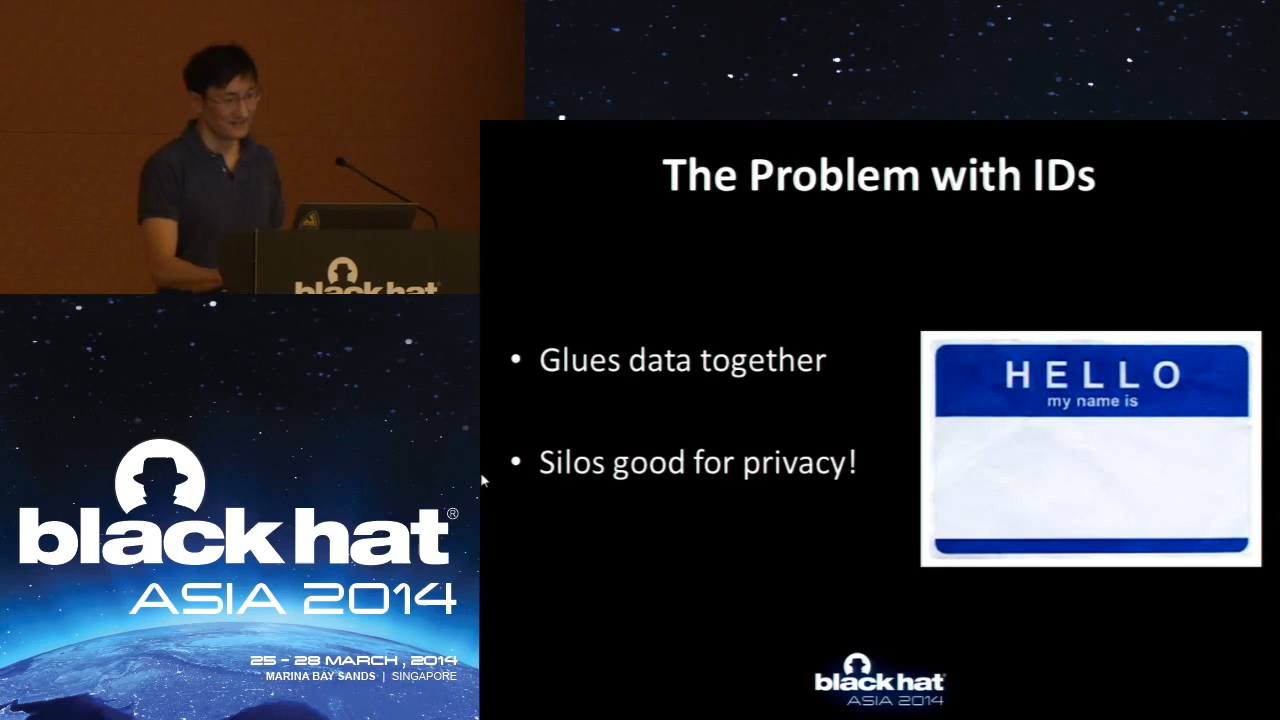 black hat
The Problem with IDs
• Glues data together
• Silos good for privacy!
HELLO
my name is
black hat®
ASIA 2014
25 - 28 MARCH, 2014
MARINA BAY SANDS | SINGAPORE
black hat
ASIA 2014